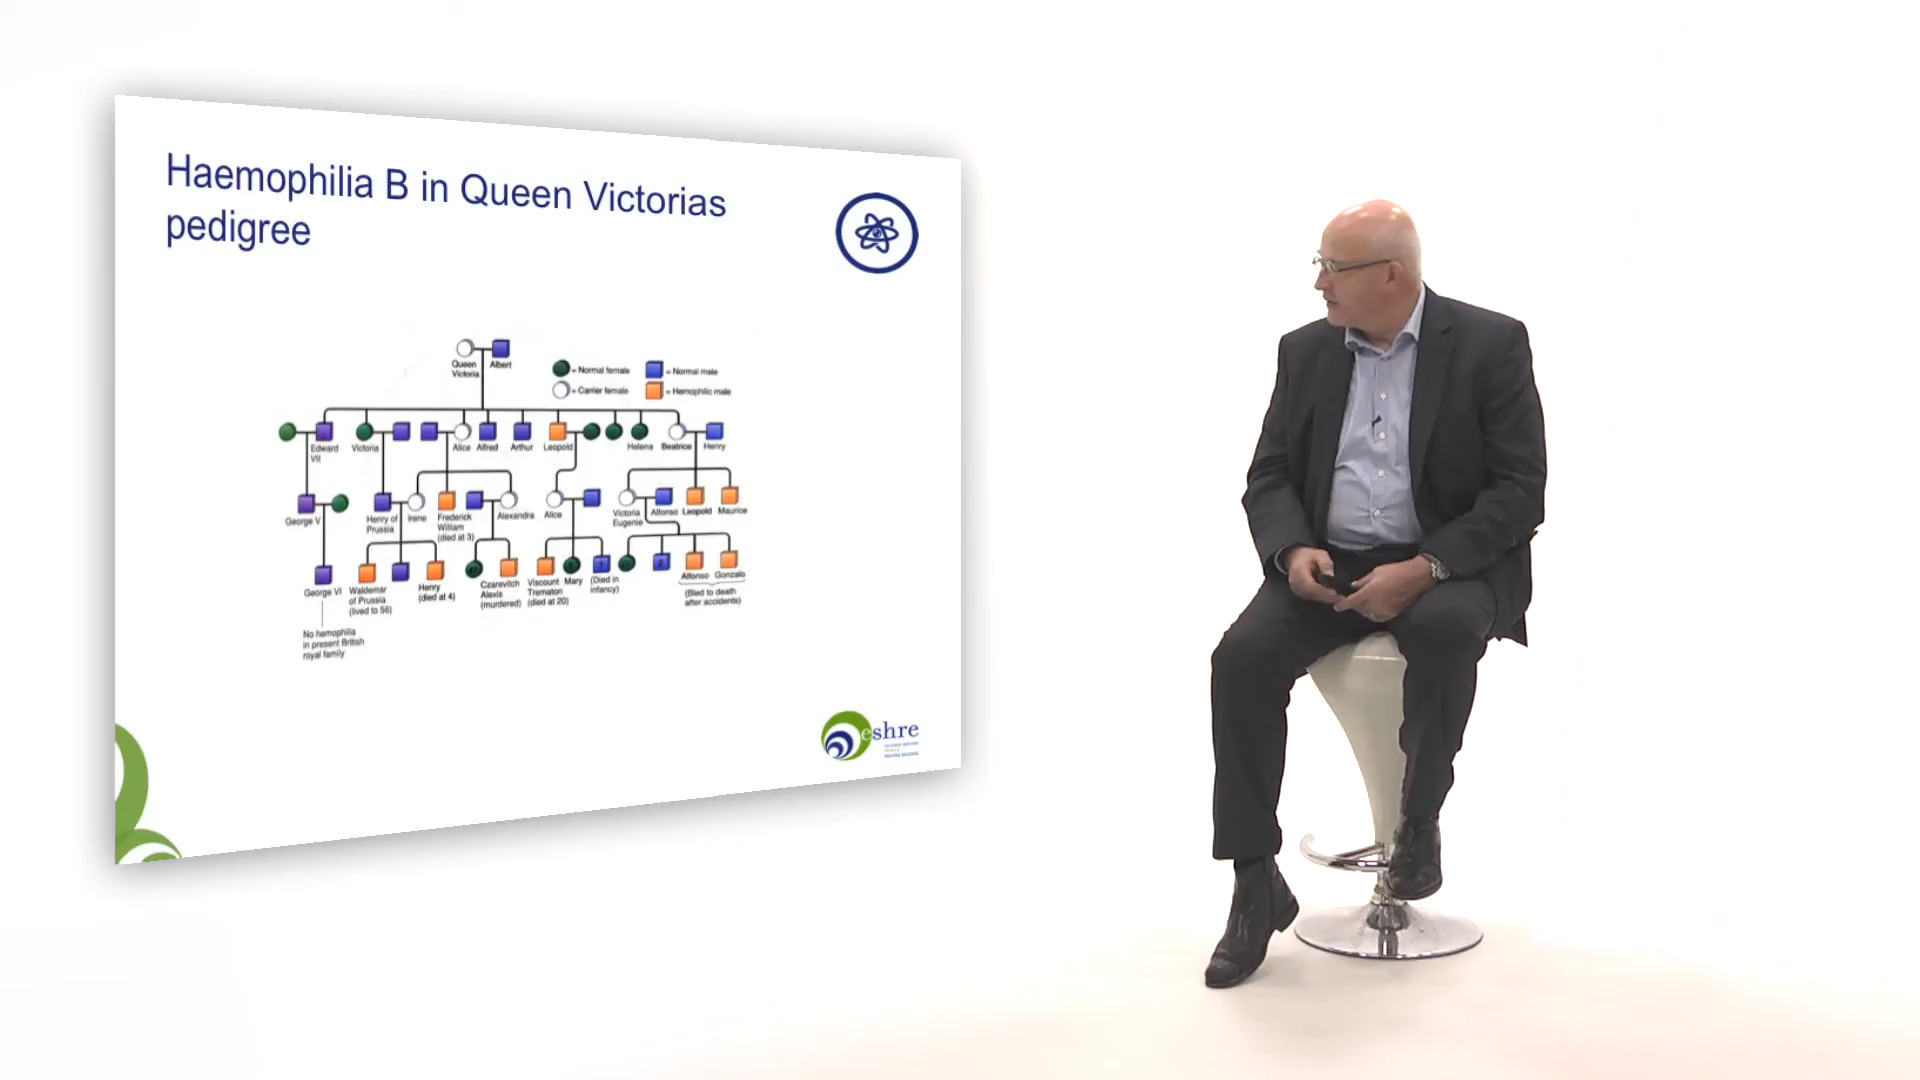 Haemophilia B in Queen Victorias
pedigree
Queen
Victoria
Albert
= Normal female
= Normal male
= Carrier female
= Hemophilic male
Edward
VII
Victoria
Alice
Alfred
Arthur
Leopold
Helena
Beatrice
Henry
George V
Henry of
Prussia
Irene
Frederick
William
(died at 3)
Alexandra
Alice
Victoria
Eugenie
Alfonso
Leopold
Maurice
George VI
Waldemar
of Prussia
(lived to 56)
Henry
(died at 4)
Czarevitch
Alexis
(murdered)
Viscount
Trematon
(died at 20)
Mary
(Died in
infancy)
Alfonso
Gonzalo
(Bled to death
after accidents)
No hemophilia
in present British
royal family
eshre